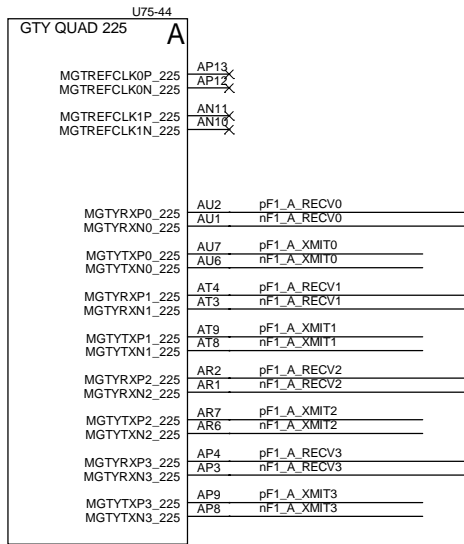 U75-44
GTY QUAD 225 A
MGTREFCLK0P_225 AP13
MGTREFCLK0N_225 AP12
MGTREFCLK1P_225 AN11
MGTREFCLK1N_225 AN10
MGTYRXP0_225 AU2 pF1_A_RECV0
MGTYRXN0_225 AU1 nF1_A_RECV0
MGTYTXP0_225 AU7 pF1_A_XMIT0
MGTYTXN0_225 AU6 nF1_A_XMIT0
MGTYRXP1_225 AT4 pF1_A_RECV1
MGTYRXN1_225 AT3 nF1_A_RECV1
MGTYTXP1_225 AT9 pF1_A_XMIT1
MGTYTXN1_225 AT8 nF1_A_XMIT1
MGTYRXP2_225 AR2 pF1_A_RECV2
MGTYRXN2_225 AR1 nF1_A_RECV2
MGTYTXP2_225 AR7 pF1_A_XMIT2
MGTYTXN2_225 AR6 nF1_A_XMIT2
MGTYRXP3_225 AP4 pF1_A_RECV3
MGTYRXN3_225 AP3 nF1_A_RECV3
MGTYTXP3_225 AP9 pF1_A_XMIT3
MGTYTXN3_225 AP8 nF1_A_XMIT3